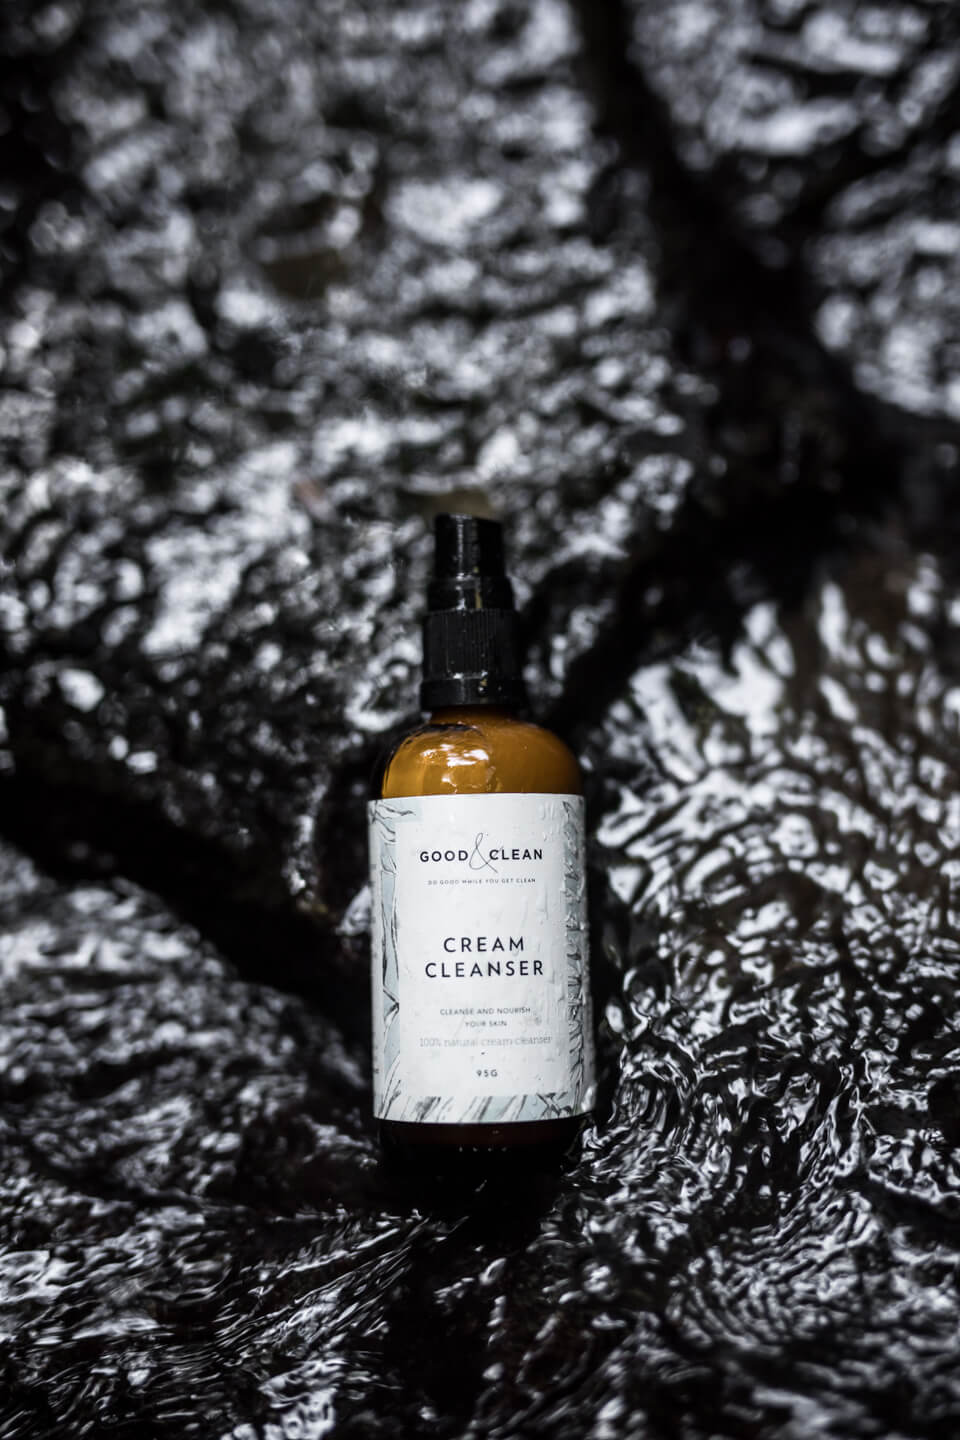 GOOD & CLEAN
DO GOOD WHILE YOU GET CLEAN
CREAM
CLEANSER
CLEANSE AND NOURISH
YOUR SKIN
100% natural cream cleanser
-
95G